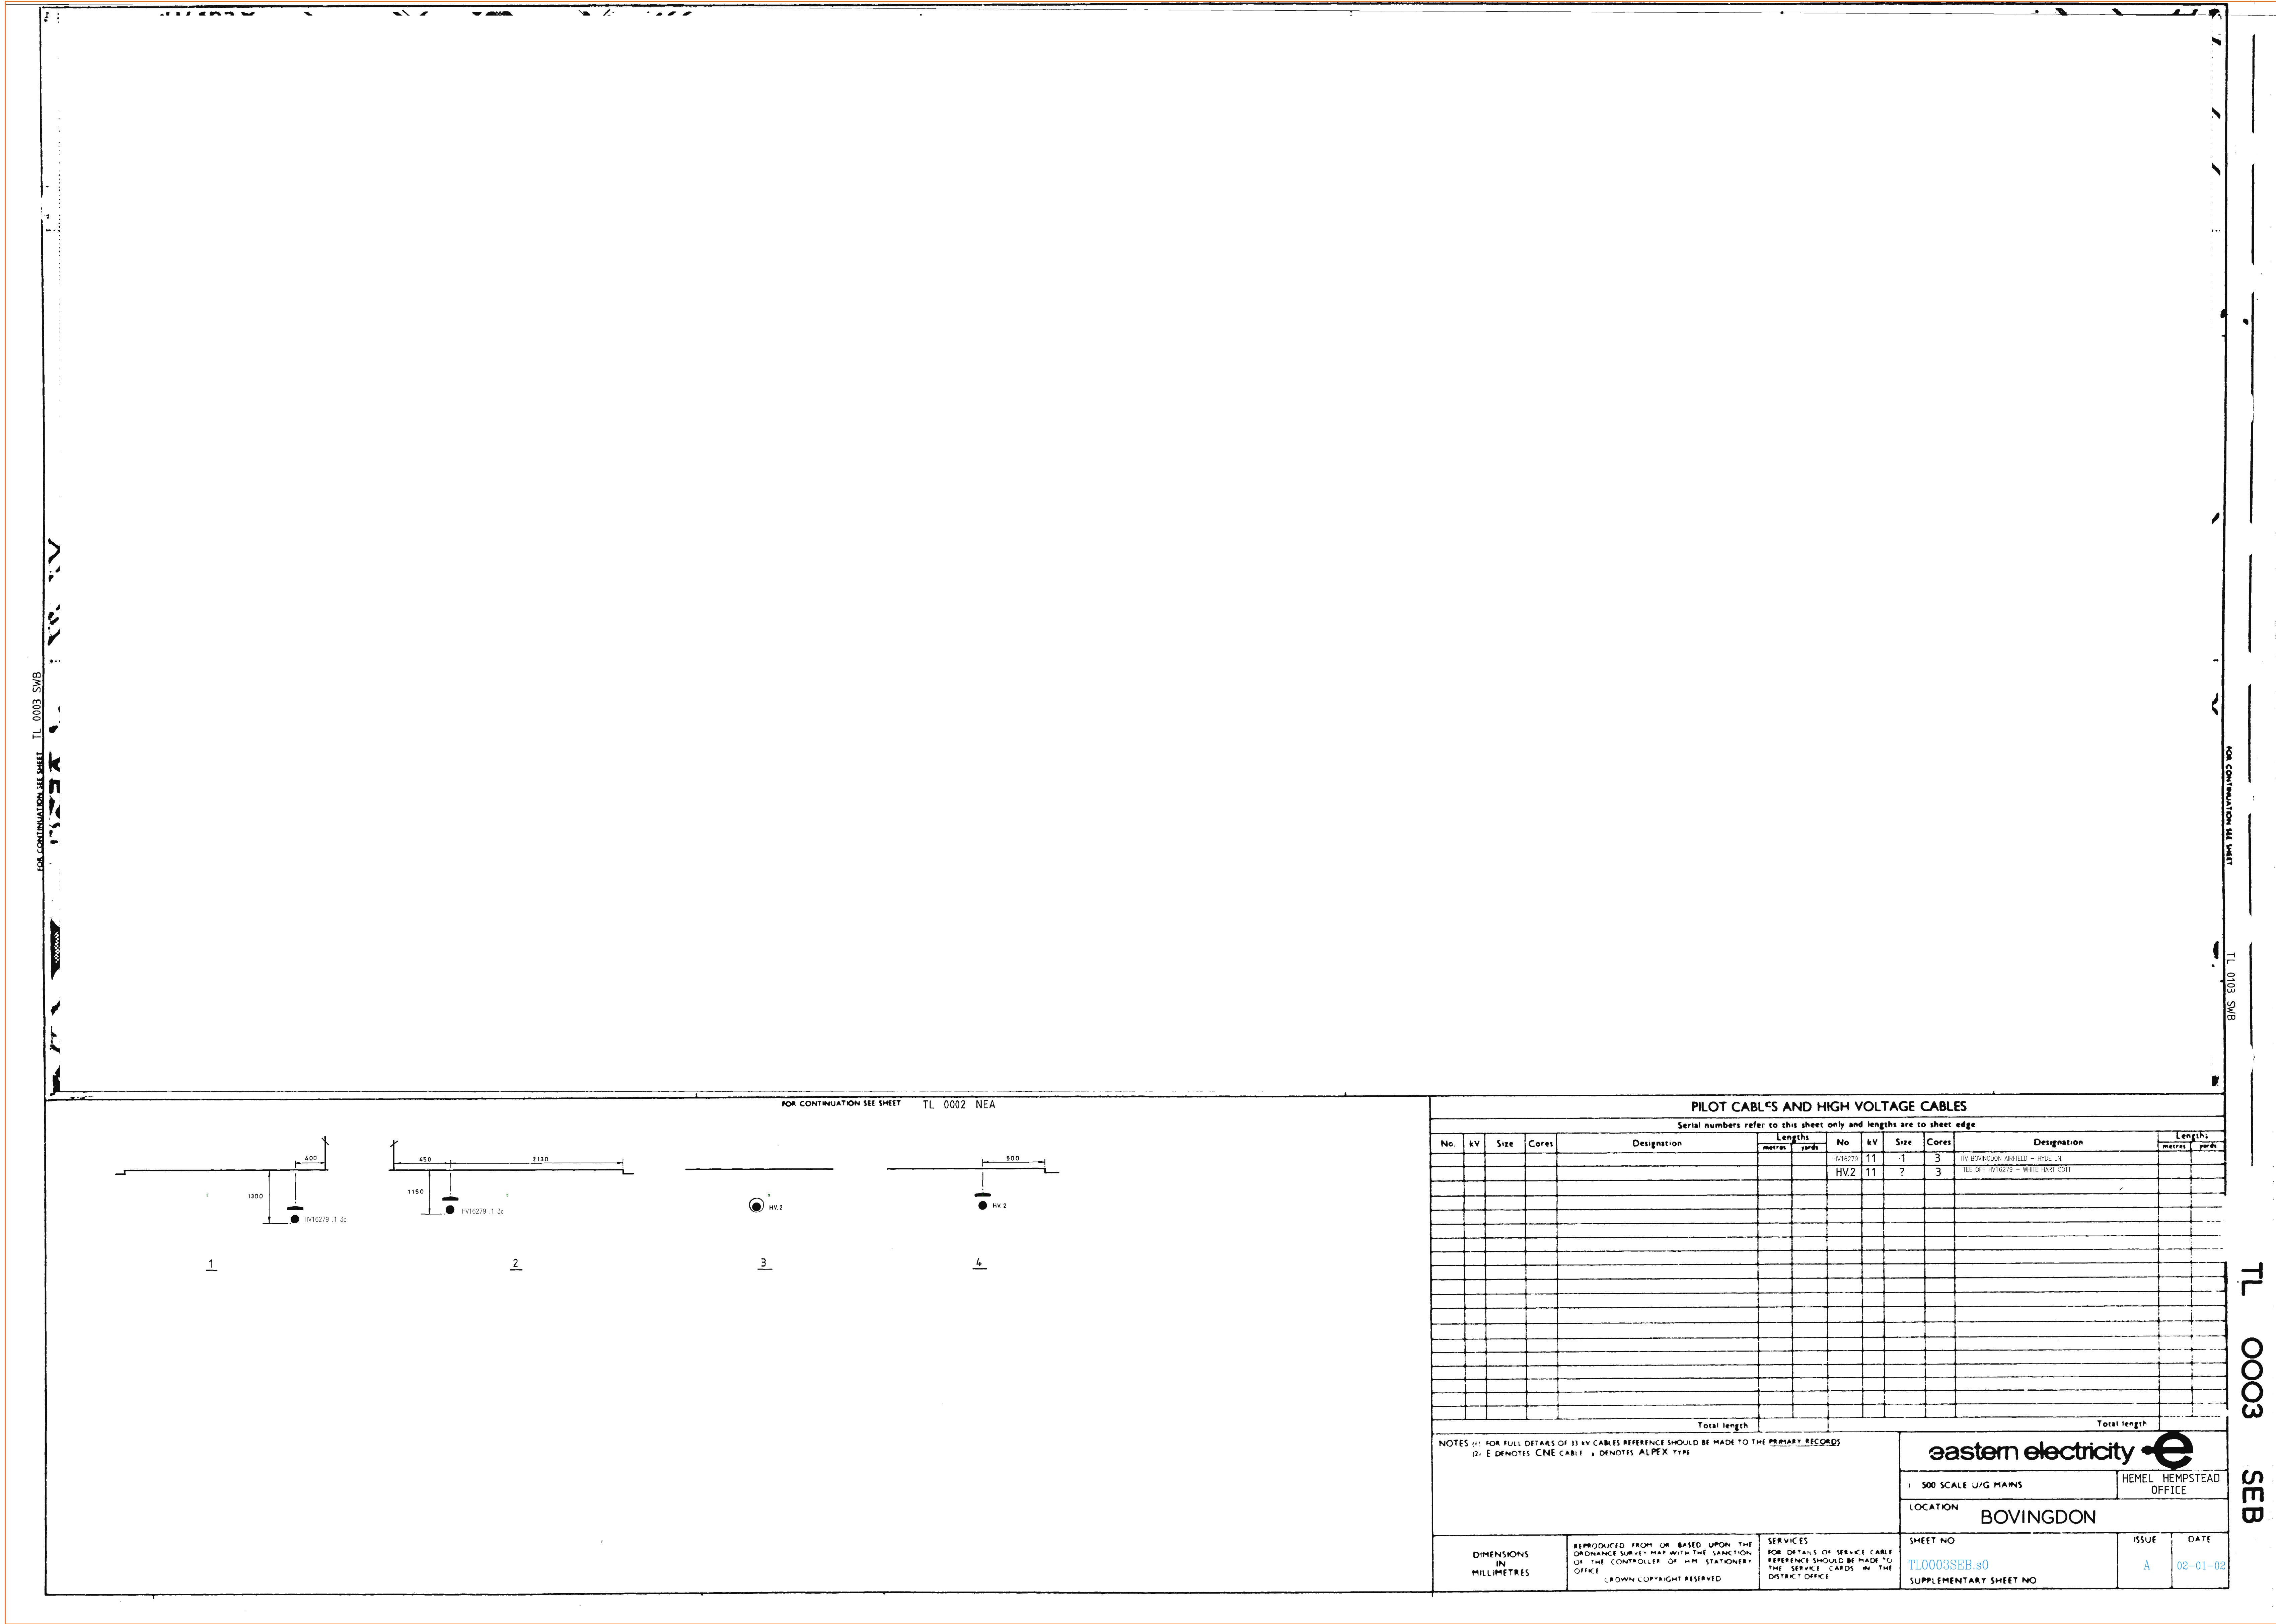 FOR CONTINUATION SEE SHEET TL 0003 SWB
FOR CONTINUATION SEE SHEET
TL 0103 SWB
FOR CONTINUATION SEE SHEET TL 0002 NEA
400
1300
HV16279 .1 3c
1
450
2130
1150
HV16279 .1 3c
2
HV.2
3
500
HV.2
4
PILOT CABLES AND HIGH VOLTAGE CABLES
Serial numbers refer to this sheet only and lengths are to sheet edge
No. kV Size Cores Designation Lengths metres yards No kV Size Cores Designation Lengths metres yards
HV16279 11 ·1 3 ITV BOVINGDON AIRFIELD – HYDE LN
HV.2 11 ? 3 TEE OFF HV16279 – WHITE HART COTT
Total length Total length
NOTES (1) FOR FULL DETAILS OF 33 kV CABLES REFERENCE SHOULD BE MADE TO THE PRIMARY RECORDS
(2) E DENOTES CNE CABLE DENOTES ALPEX TYPE
eastern electricity e
1 500 SCALE U/G MAINS
HEMEL HEMPSTEAD
OFFICE
LOCATION
BOVINGDON
DIMENSIONS
IN
MILLIMETRES
REPRODUCED FROM OR BASED UPON THE
ORDNANCE SURVEY MAP WITH THE SANCTION
OF THE CONTROLLER OF HM STATIONERY
OFFICE
CROWN COPYRIGHT RESERVED
SERVICES
FOR DETAILS OF SERVICE CABLE
REFERENCE SHOULD BE MADE TO
THE SERVICE CARDS IN THE
DISTRICT OFFICE
SHEET NO
TL0003SEB.s0
SUPPLEMENTARY SHEET NO
ISSUE
A
DATE
02-01-02
TL 0003 SEB